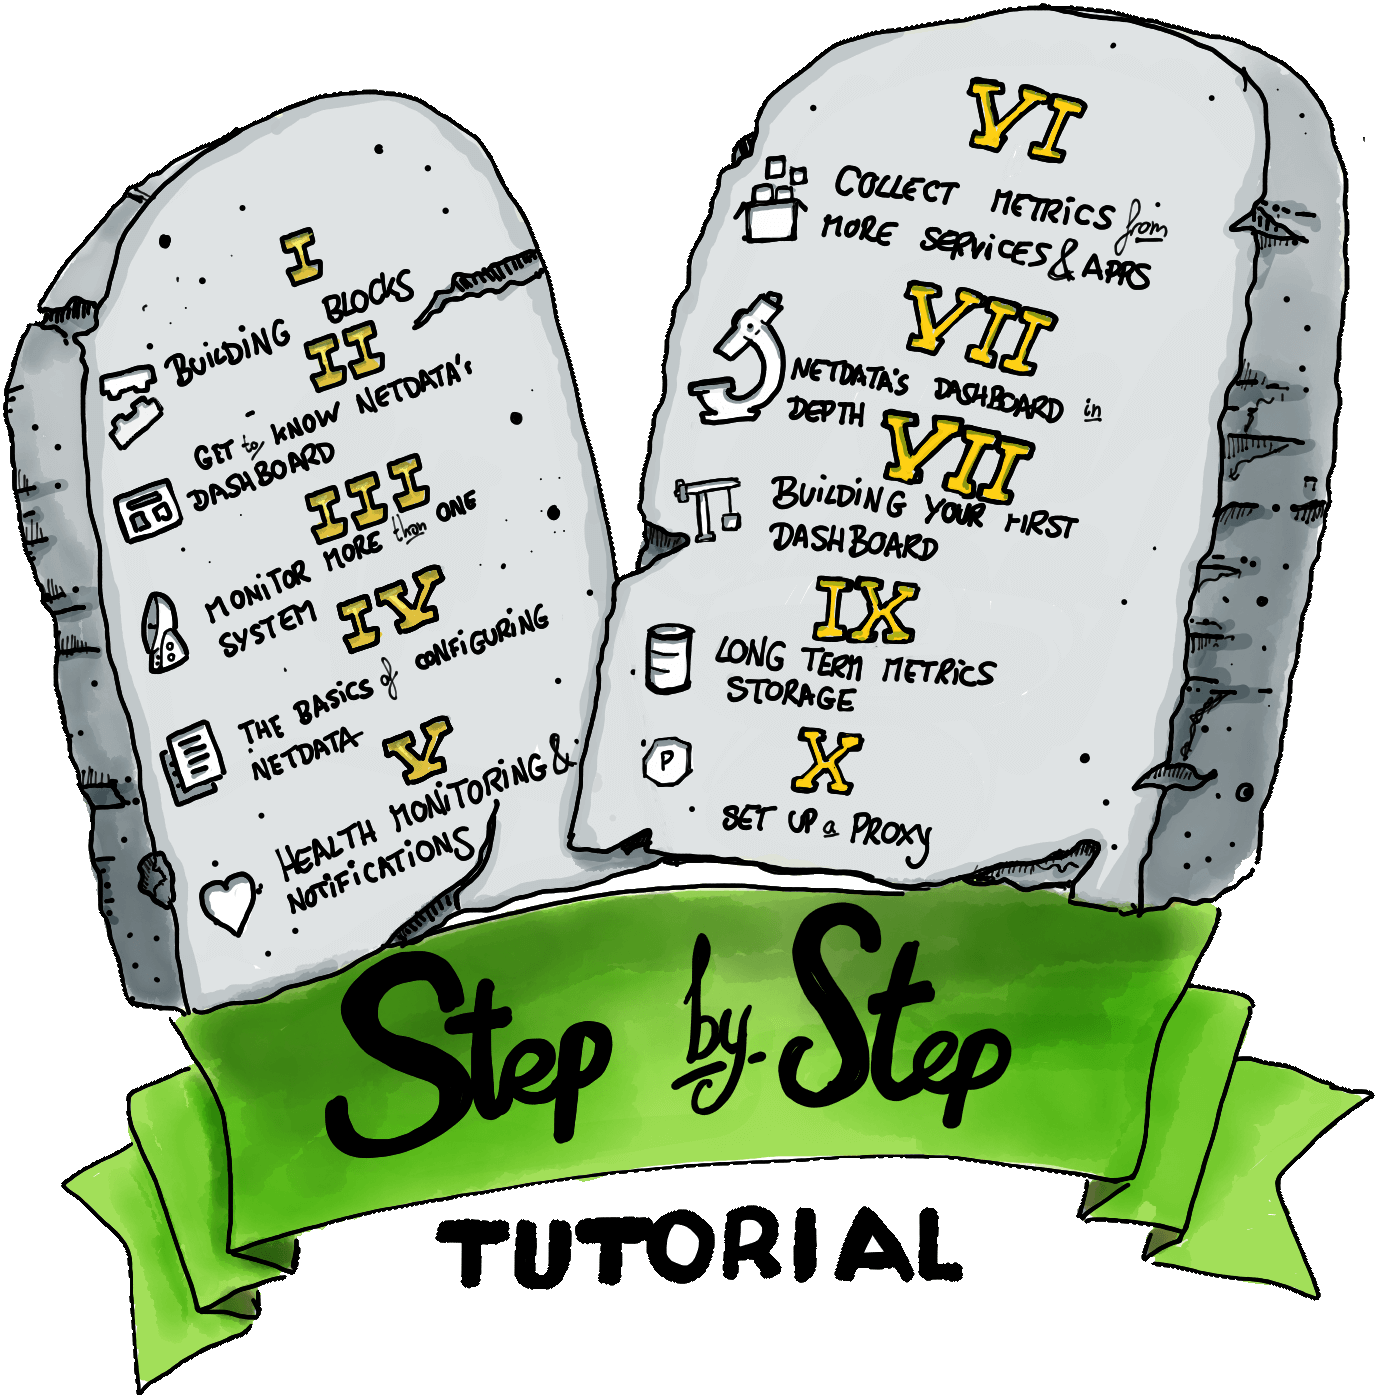 I
BUILDING BLOCKS
II
GET to KNOW NETDATA's
DASHBOARD
III
MONITOR MORE than ONE
SYSTEM
IV
THE BASICS of CONFIGURING
NETDATA
V
HEALTH MONITORING &
NOTIFICATIONS
VI
COLLECT METRICS from
MORE SERVICES & APPS
VII
NETDATA'S DASHBOARD in
DEPTH
VII
BUILDING YOUR FIRST
DASHBOARD
IX
LONG TERM METRICS
STORAGE
P
X
SET UP a PROXY
Step by Step
TUTORIAL